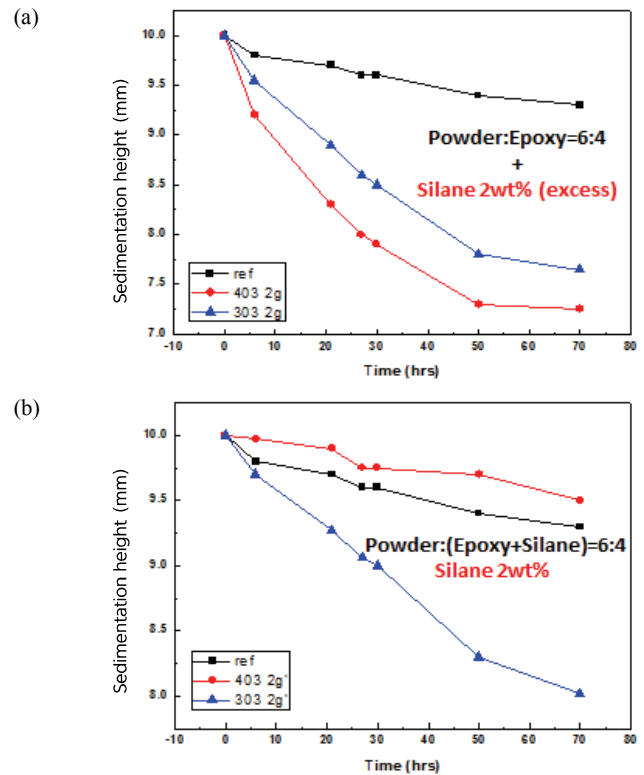 (a)
10.0
9.5
9.0
8.5
8.0
7.5
7.0
Sedimentation height (mm)
Powder:Epoxy=6:4
+
Silane 2wt% (excess)
ref
403 2g
303 2g
-10 0 10 20 30 40 50 60 70 80
Time (hrs)
(b)
10.0
9.5
9.0
8.5
8.0
Sedimentation height (mm)
Powder:(Epoxy+Silane)=6:4
Silane 2wt%
ref
403 2g'
303 2g'
-10 0 10 20 30 40 50 60 70 80
Time (hrs)